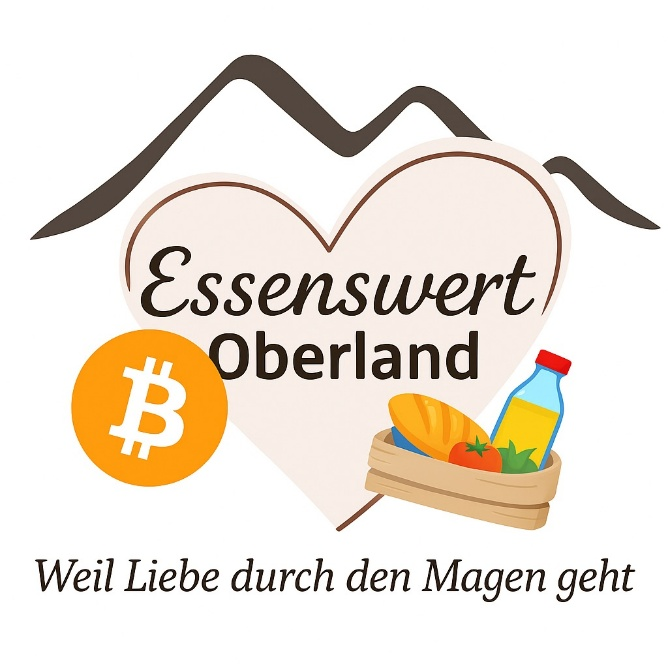 Essenswert
Oberland
Weil Liebe durch den Magen geht